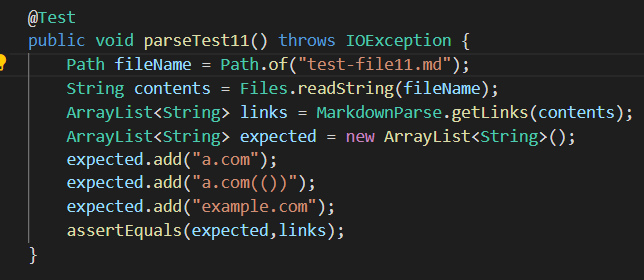 @Test
public void parseTest11() throws IOException {
Path fileName = Path.of("test-file11.md");
String contents = Files.readString(fileName);
ArrayList<String> links = MarkdownParse.getLinks(contents);
ArrayList<String> expected = new ArrayList<String>();
expected.add("a.com");
expected.add("a.com(())");
expected.add("example.com");
assertEquals(expected,links);
}